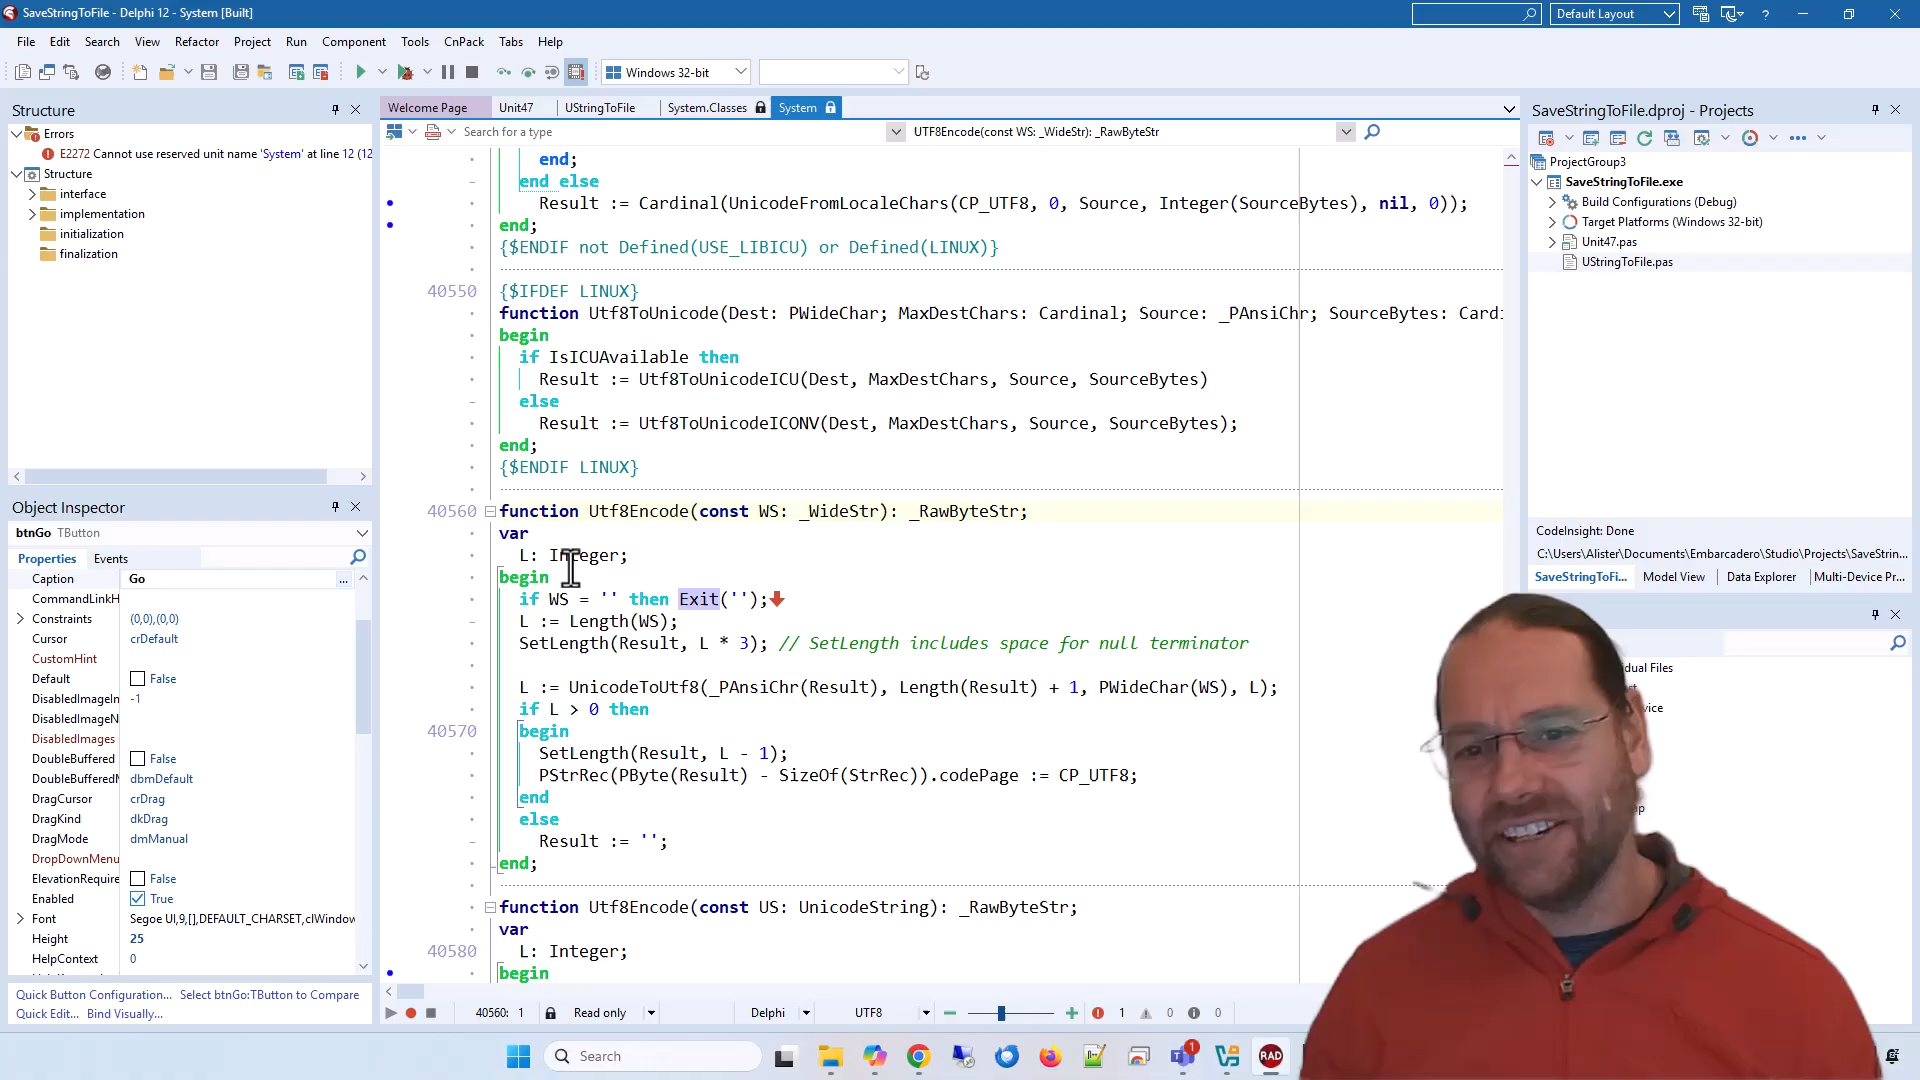 SaveStringToFile - Delphi 12 - System [Built]
Default Layout
File Edit Search View Refactor Project Run Component Tools CnPack Tabs Help
Windows 32-bit
Structure
Errors
E2272 Cannot use reserved unit name 'System' at line 12 (12
Structure
interface
implementation
initialization
finalization
Object Inspector
btnGo TButton
Properties Events
Caption Go
CommandLinkH
Constraints (0,0),(0,0)
Cursor crDefault
CustomHint
Default False
DisabledImageIn -1
DisabledImageN
DisabledImages
DoubleBuffered False
DoubleBufferedM dbmDefault
DragCursor crDrag
DragKind dkDrag
DragMode dmManual
DropDownMenu
ElevationRequire False
Enabled True
Font Segoe UI,9,[],DEFAULT_CHARSET,clWindow
Height 25
HelpContext 0
Quick Button Configuration... Select btnGo:TButton to Compare
Quick Edit... Bind Visually...
Welcome Page Unit47 UStringToFile System.Classes System
Search for a type UTF8Encode(const WS: _WideStr): _RawByteStr
end;
end else
Result := Cardinal(UnicodeFromLocaleChars(CP_UTF8, 0, Source, Integer(SourceBytes), nil, 0));
end;
{$ENDIF not Defined(USE_LIBICU) or Defined(LINUX)}
40550 {$IFDEF LINUX}
function Utf8ToUnicode(Dest: PWideChar; MaxDestChars: Cardinal; Source: _PAnsiChr; SourceBytes: Cardi
begin
if IsICUAvailable then
Result := Utf8ToUnicodeICU(Dest, MaxDestChars, Source, SourceBytes)
else
Result := Utf8ToUnicodeICONV(Dest, MaxDestChars, Source, SourceBytes);
end;
{$ENDIF LINUX}
40560 function Utf8Encode(const WS: _WideStr): _RawByteStr;
var
L: Integer;
begin
if WS = '' then Exit('');
L := Length(WS);
SetLength(Result, L * 3); // SetLength includes space for null terminator
L := UnicodeToUtf8(_PAnsiChr(Result), Length(Result) + 1, PWideChar(WS), L);
if L > 0 then
40570 begin
SetLength(Result, L - 1);
PStrRec(PByte(Result) - SizeOf(StrRec)).codePage := CP_UTF8;
end
else
Result := '';
end;
function Utf8Encode(const US: UnicodeString): _RawByteStr;
var
40580 L: Integer;
begin
40560: 1 Read only Delphi UTF8 1 0 0
SaveStringToFile.dproj - Projects
ProjectGroup3
SaveStringToFile.exe
Build Configurations (Debug)
Target Platforms (Windows 32-bit)
Unit47.pas
UStringToFile.pas
CodeInsight: Done
C:\Users\Alister\Documents\Embarcadero\Studio\Projects\SaveStrin...
SaveStringToFi... Model View Data Explorer Multi-Device Pr...
dual Files
Search
1
RAD